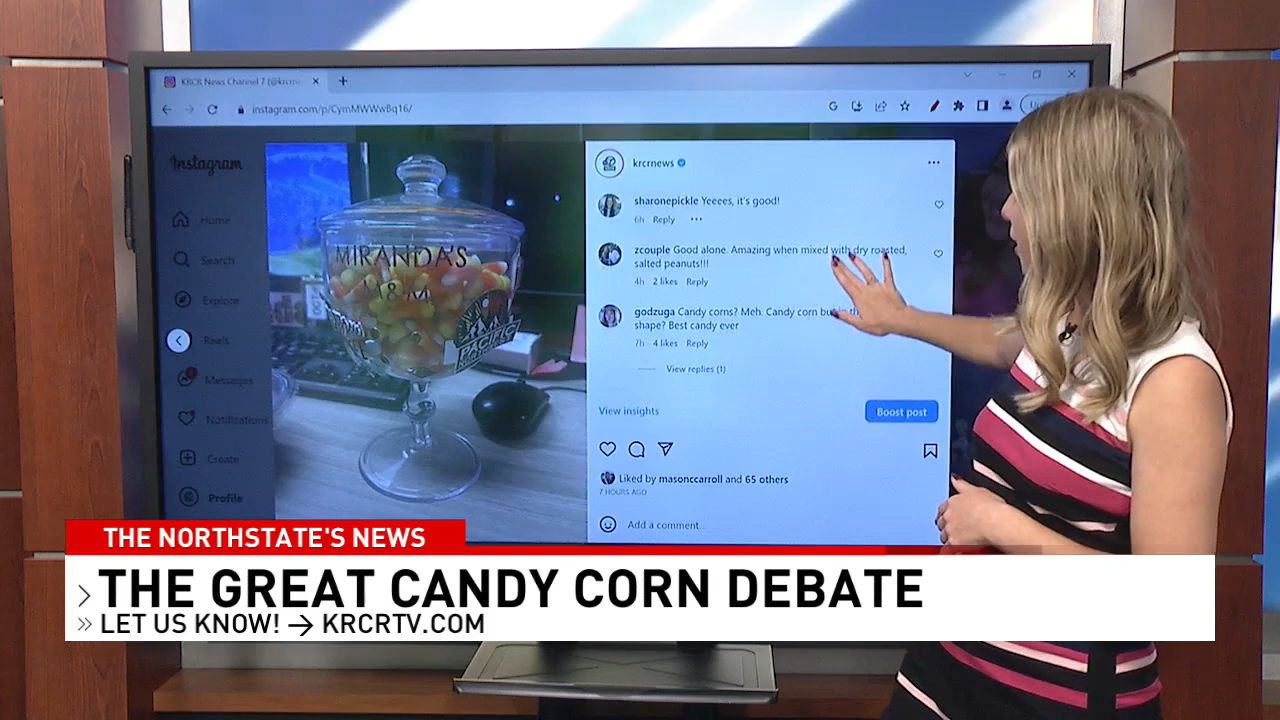 KRCR News Channel 7 (@krcrne
instagram.com/p/CymMWWwBq16/
Instagram
Home
Search
Explore
Reels
Messages
Notifications
Create
Profile
MIRANDA'S
M&M
PACIFIC
krcrnews
sharonepickle Yeeees, it's good!
6h Reply
zcouple Good alone. Amazing when mixed with dry roasted,
salted peanuts!!!
4h 2 likes Reply
godzuga Candy corns? Meh. Candy corn but in th
shape? Best candy ever
7h 4 likes Reply
View replies (1)
View insights
Boost post
Liked by masonccarroll and 65 others
7 HOURS AGO
Add a comment...
THE NORTHSTATE'S NEWS
THE GREAT CANDY CORN DEBATE
LET US KNOW! → KRCRTV.COM